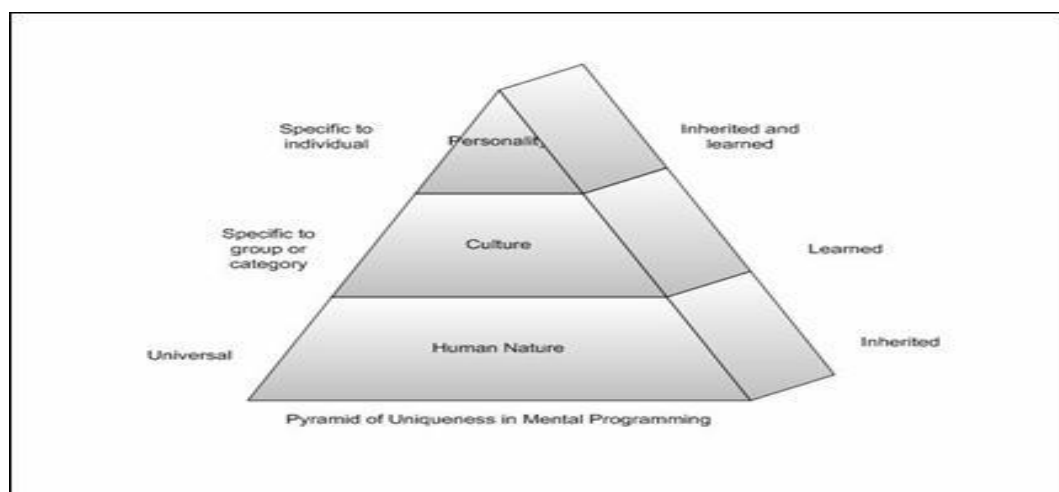 Specific to
individual
Personality
Inherited and
learned
Specific to
group or
category
Culture
Learned
Universal
Human Nature
Inherited
Pyramid of Uniqueness in Mental Programming